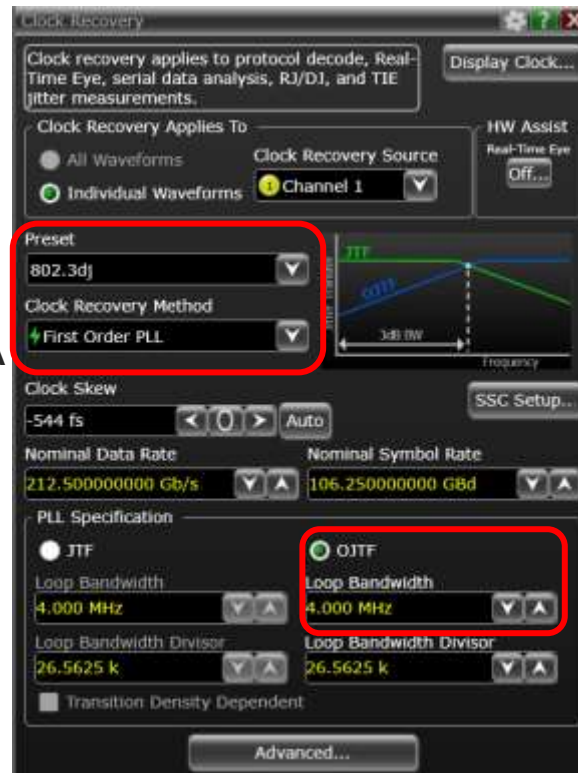 Clock Recovery
Clock recovery applies to protocol decode, Real-
Time Eye, serial data analysis, RJ/DJ, and TIE
jitter measurements.
Display Clock...
Clock Recovery Applies To
All Waveforms
Individual Waveforms
Clock Recovery Source
1 Channel 1
HW Assist
Real-Time Eye
Off...
Preset
802.3dj
Clock Recovery Method
First Order PLL
JTF
OJTF
3dB BW
Frequency
Clock Skew
-544 fs
0
Auto
SSC Setup...
Nominal Data Rate
212.500000000 Gb/s
Nominal Symbol Rate
106.250000000 GBd
PLL Specification
JTF
Loop Bandwidth
4.000 MHz
Loop Bandwidth Divisor
26.5625 k
OJTF
Loop Bandwidth
4.000 MHz
Loop Bandwidth Divisor
26.5625 k
Transition Density Dependent
Advanced...